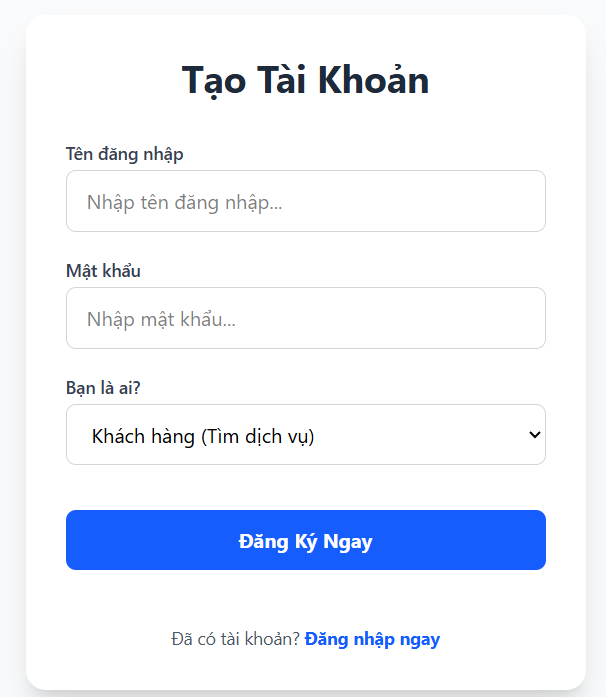 Tạo Tài Khoản
Tên đăng nhập
Nhập tên đăng nhập...
Mật khẩu
Nhập mật khẩu...
Bạn là ai?
Khách hàng (Tìm dịch vụ)
Đăng Ký Ngay
Đã có tài khoản? Đăng nhập ngay